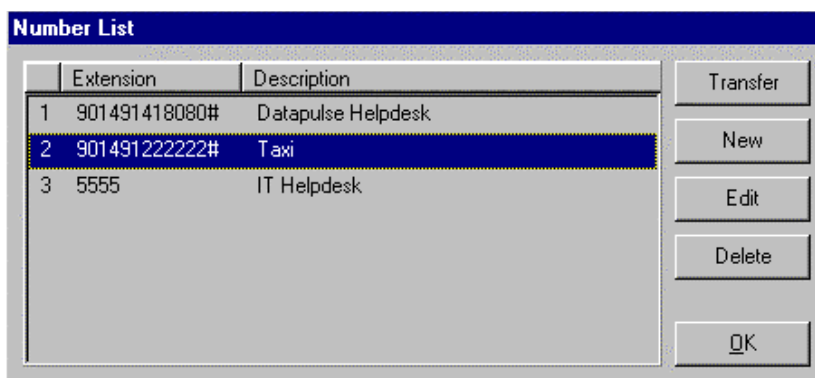 Number List
Extension Description
1 901491418080# Datapulse Helpdesk
2 901491222222# Taxi
3 5555 IT Helpdesk
Transfer
New
Edit
Delete
OK